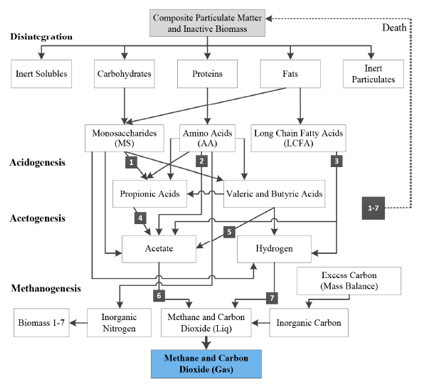 Composite Particulate Matter
and Inactive Biomass
Death
Disintegration
Inert Solubles
Carbohydrates
Proteins
Fats
Inert
Particulates
Monosaccharides
(MS)
Amino Acids
(AA)
Long Chain Fatty Acids
(LCFA)
1
2
3
Acidogenesis
Propionic Acids
Valeric and Butyric Acids
1-7
4
Acetogenesis
5
Acetate
Hydrogen
Excess Carbon
(Mass Balance)
Methanogenesis
6
7
Biomass 1-7
Inorganic
Nitrogen
Methane and Carbon
Dioxide (Liq)
Inorganic Carbon
Methane and Carbon
Dioxide (Gas)